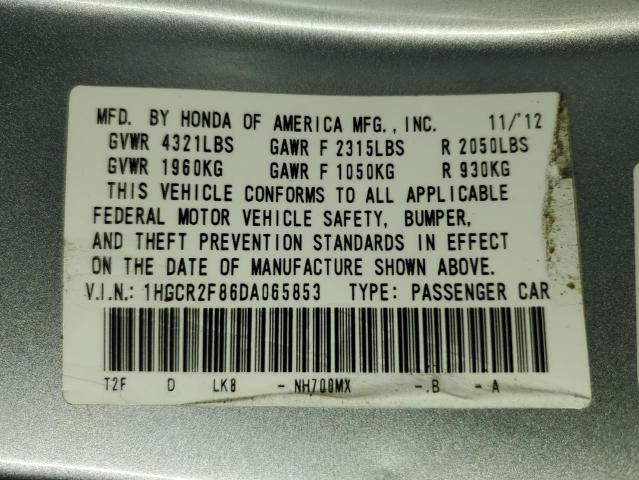 MFD. BY HONDA OF AMERICA MFG., INC. 11/'12
GVWR 4321LBS GAWR F 2315LBS R 2050LBS
GVWR 1960KG GAWR F 1050KG R 930KG
THIS VEHICLE CONFORMS TO ALL APPLICABLE
FEDERAL MOTOR VEHICLE SAFETY, BUMPER,
AND THEFT PREVENTION STANDARDS IN EFFECT
ON THE DATE OF MANUFACTURE SHOWN ABOVE.
V.I.N.: 1HGCR2F86DA065853 TYPE: PASSENGER CAR
T2F D LK8 - NH700MX -.B - A